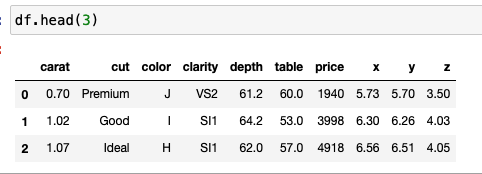 df.head(3)
carat cut color clarity depth table price x y z
0 0.70 Premium J VS2 61.2 60.0 1940 5.73 5.70 3.50
1 1.02 Good I SI1 64.2 53.0 3998 6.30 6.26 4.03
2 1.07 Ideal H SI1 62.0 57.0 4918 6.56 6.51 4.05